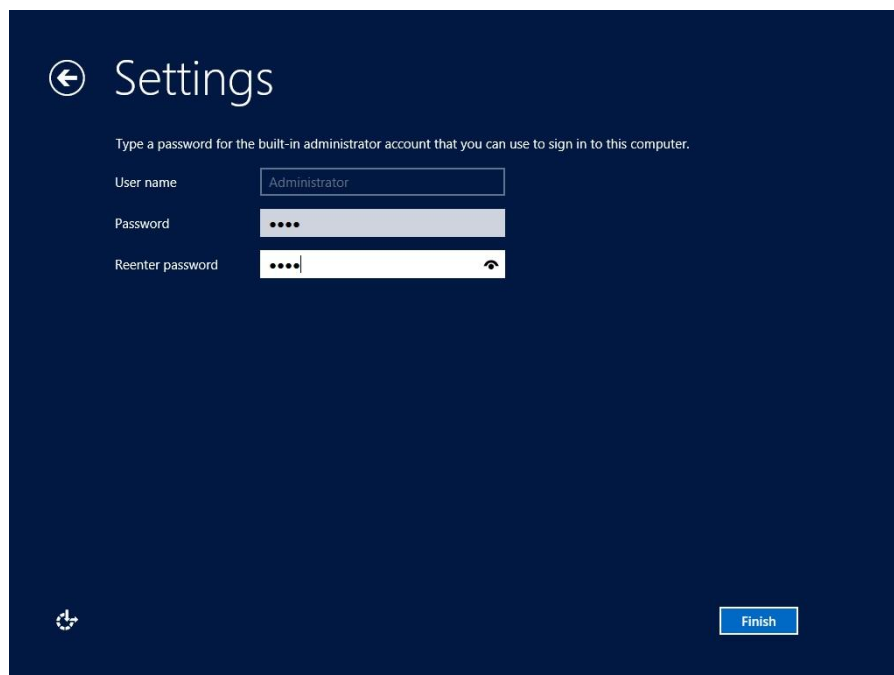 Settings
Type a password for the built-in administrator account that you can use to sign in to this computer.
User name Administrator
Password ••••
Reenter password ••••
Finish